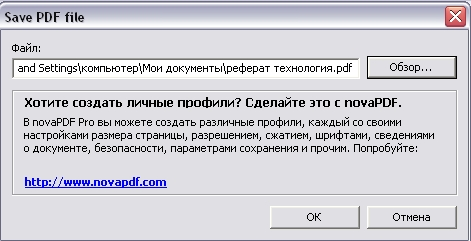 Save PDF file
Файл:
and Settings\компьютер\Мои документы\реферат технология.pdf
Обзор...
Хотите создать личные профили? Сделайте это с novaPDF.
В novaPDF Pro вы можете создать различные профили, каждый со своими
настройками размера страницы, разрешением, сжатием, шрифтами, сведениями
о документе, безопасности, параметрами сохранения и прочим. Попробуйте:
http://www.novapdf.com
OK
Отмена